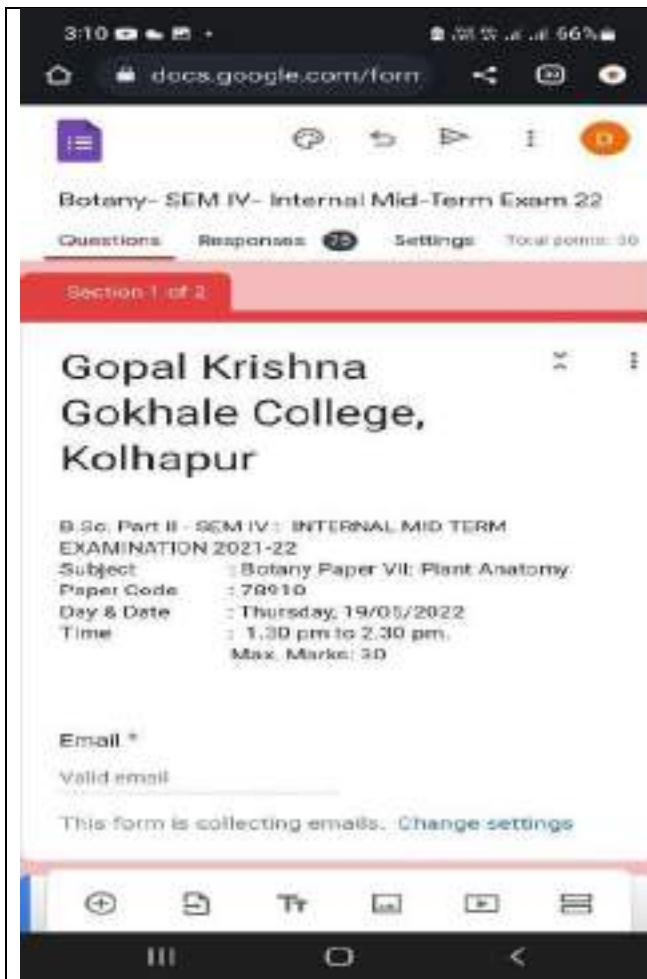 3:10
66%
docs.google.com/form
Botany- SEM IV- Internal Mid-Term Exam 22
Questions Responses 75 Settings Total points: 30
Section 1 of 2
Gopal Krishna
Gokhale College,
Kolhapur
B.Sc. Part II - SEM IV : INTERNAL MID TERM
EXAMINATION 2021-22
Subject : Botany Paper VII: Plant Anatomy
Paper Code : 78910
Day & Date : Thursday, 19/05/2022
Time : 1.30 pm to 2.30 pm.
Max. Marks: 30
Email *
Valid email
This form is collecting emails. Change settings